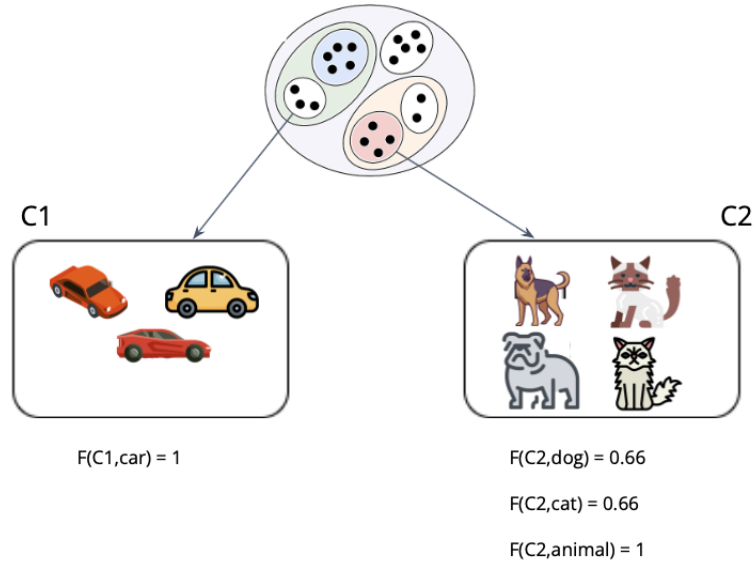 C1
C2
F(C1,car) = 1
F(C2,dog) = 0.66
F(C2,cat) = 0.66
F(C2,animal) = 1